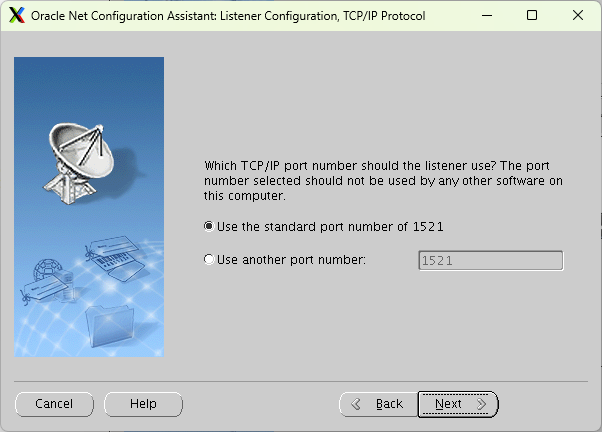 Oracle Net Configuration Assistant: Listener Configuration, TCP/IP Protocol
Which TCP/IP port number should the listener use? The port
number selected should not be used by any other software on
this computer.
Use the standard port number of 1521
Use another port number: 1521
Cancel Help Back Next